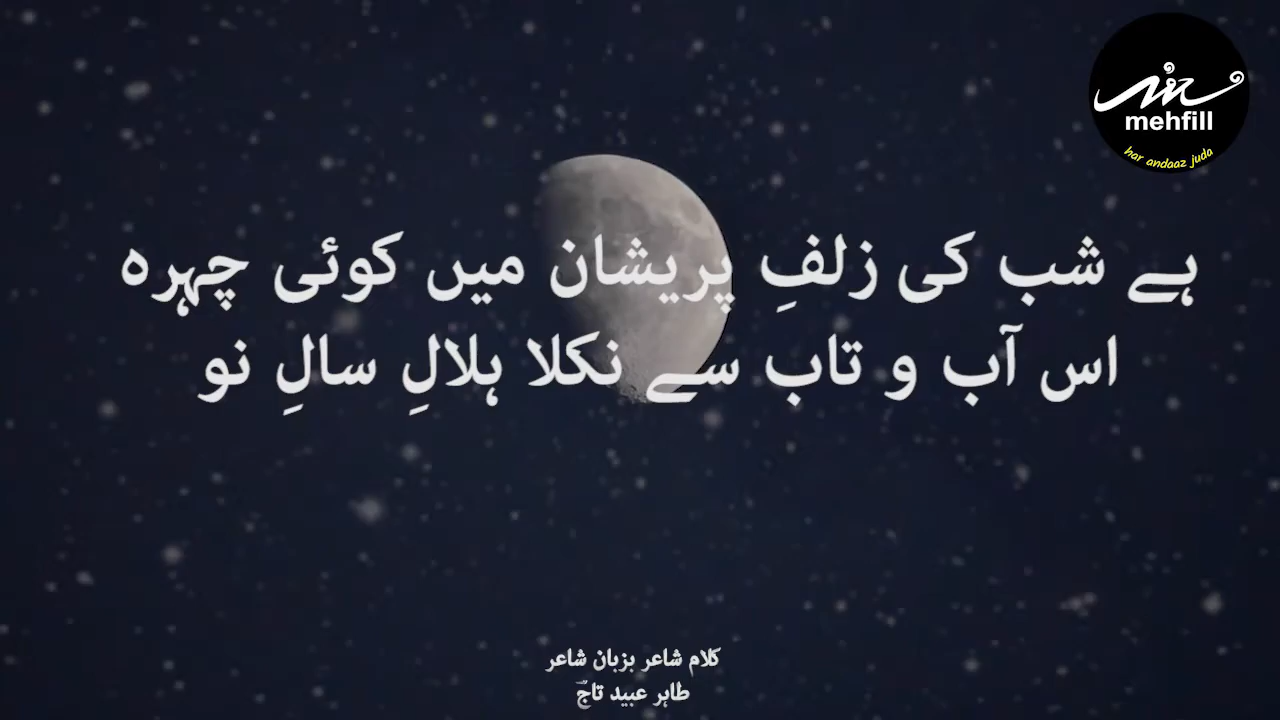 mehfill
har andaaz juda
ہے شب کی زلفِ پریشان میں کوئی چہرہ
اس آب و تاب سے نکلا ہلالِ سالِ نو
کلام شاعر بزبان شاعر
طاہر عبید تاجؔ